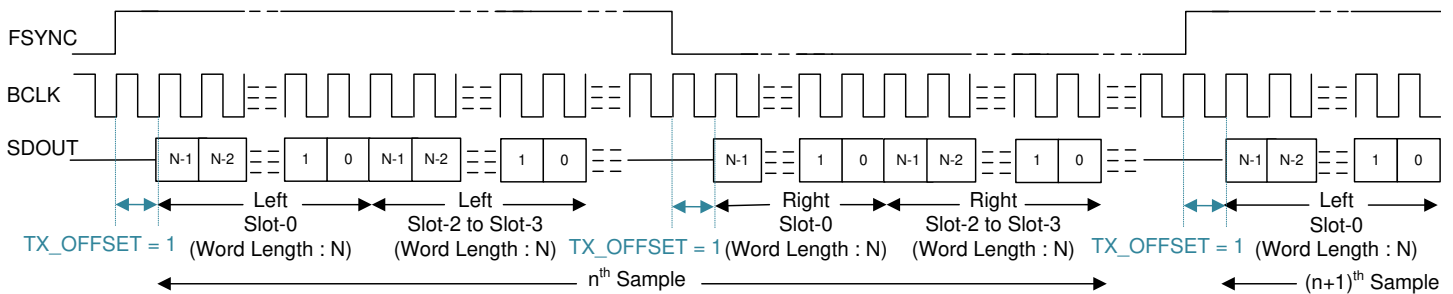 FSYNC
BCLK
SDOUT
N-1 N-2 1 0 N-1 N-2 1 0 N-1 1 0 N-1 N-2 1 0 N-1 N-2 1 0
Left Left Right Right Left
Slot-0 Slot-2 to Slot-3 Slot-0 Slot-2 to Slot-3 Slot-0
TX_OFFSET = 1 (Word Length : N) (Word Length : N) TX_OFFSET = 1 (Word Length : N) (Word Length : N) TX_OFFSET = 1 (Word Length : N)
nth Sample (n+1)th Sample